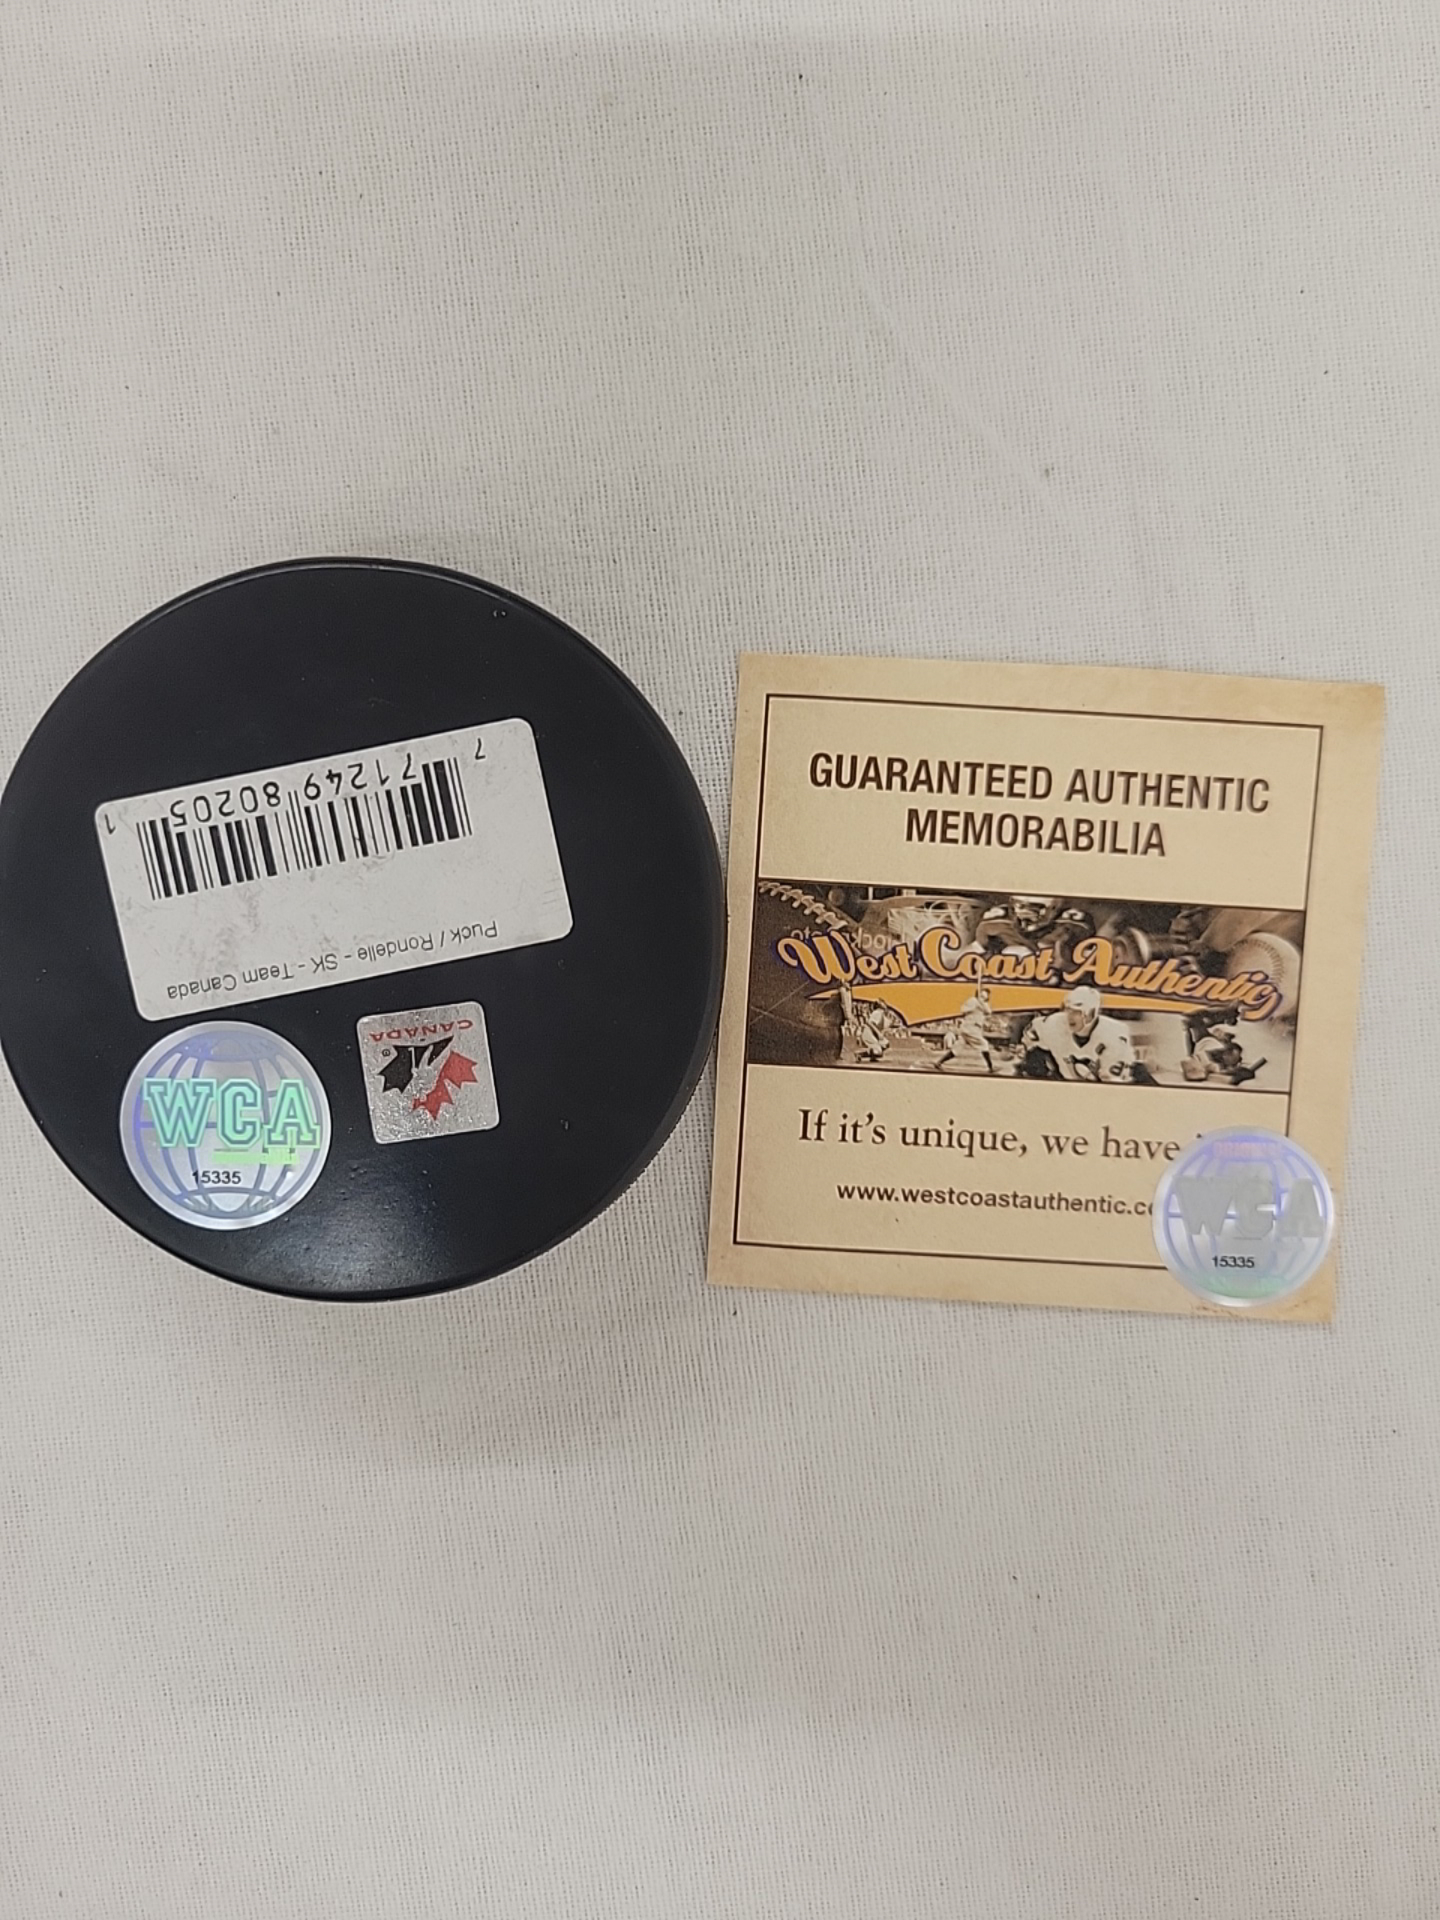 7 71249 80205 1
Puck / Rondelle - SK - Team Canada
WCA
15335
CANADA
GUARANTEED AUTHENTIC
MEMORABILIA
West Coast Authentic
If it's unique, we have
www.westcoastauthentic.c
WCA
15335